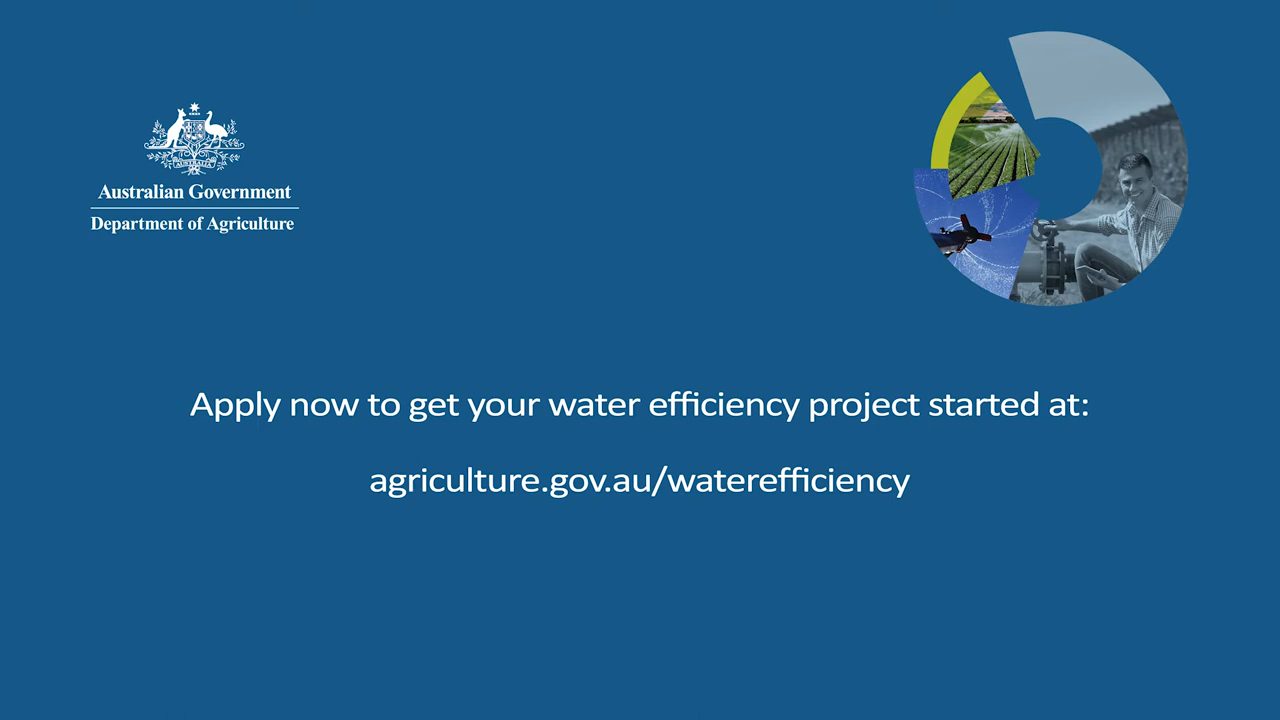 AUSTRALIA
Australian Government
Department of Agriculture
Apply now to get your water efficiency project started at:
agriculture.gov.au/waterefficiency